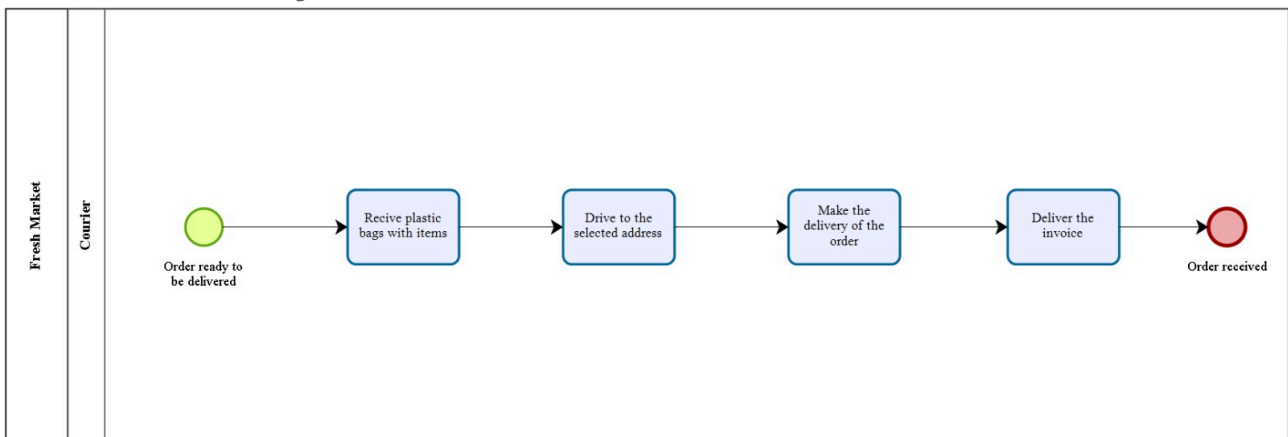 Fresh Market
Courier
Order ready to
be delivered
Recive plastic
bags with items
Drive to the
selected address
Make the
delivery of the
order
Deliver the
invoice
Order received